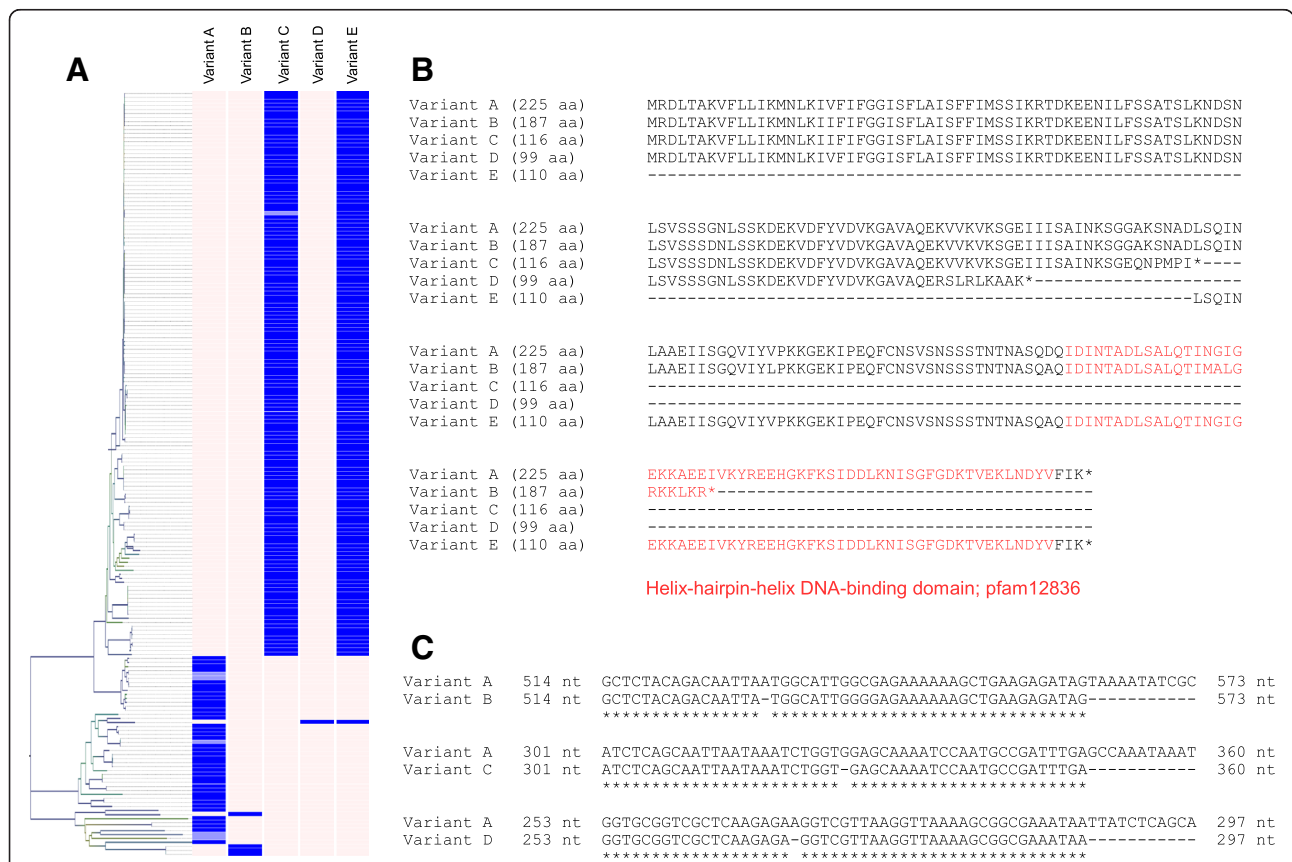 A
Variant A
Variant B
Variant C
Variant D
Variant E
B
Variant A (225 aa) MRDLTAKVFLLIKMNLKIVFIFGGISFLAISFFIMSSIKRTDKEENILFSSATSLKNDSN
Variant B (187 aa) MRDLTAKVFLLIKMNLKIIFIFGGISFLAISFFIMSSIKRTDKEENILFSSATSLKNDSN
Variant C (116 aa) MRDLTAKVFLLIKMNLKIVFIFGGISFLAISFFIMSSIKRTDKEENILFSSATSLKNDSN
Variant D (99 aa) MRDLTAKVFLLIKMNLKIVFIFGGISFLAISFFIMSSIKRTDKEENILFSSATSLKNDSN
Variant E (110 aa) ------------------------------------------------------------
Variant A (225 aa) LSVSSSGNLSSKDEKVDFYVDVKGAVAQEKVVKVKSGEIIISAINKSGGAKSNADLSQIN
Variant B (187 aa) LSVSSSDNLSSKDEKVDFYVDVKGAVAQEKVVKVKSGEIIISAINKSGGAKSNADLSQIN
Variant C (116 aa) LSVSSSDNLSSKDEKVDFYVDVKGAVAQEKVVKVKSGEIIISAINKSGEQNPMPI*----
Variant D (99 aa) LSVSSSGNLSSKDEKVDFYVDVKGAVAQERSLRLKAAK*---------------------
Variant E (110 aa) -------------------------------------------------------LSQIN
Variant A (225 aa) LAAEIISGQVIYVPKKGEKIPEQFCNSVSNSSSTNTNASQDQIDINTADLSALQTINGIG
Variant B (187 aa) LAAEIISGQVIYLPKKGEKIPEQFCNSVSNSSSTNTNASQAQIDINTADLSALQTIMALG
Variant C (116 aa) ------------------------------------------------------------
Variant D (99 aa) ------------------------------------------------------------
Variant E (110 aa) LAAEIISGQVIYVPKKGEKIPEQFCNSVSNSSSTNTNASQAQIDINTADLSALQTINGIG
Variant A (225 aa) EKKAEEIVKYREEHGKFKSIDDLKNISGFGDKTVEKLNDYVFIK*
Variant B (187 aa) RKKLKR*--------------------------------------
Variant C (116 aa) ---------------------------------------------
Variant D (99 aa) ---------------------------------------------
Variant E (110 aa) EKKAEEIVKYREEHGKFKSIDDLKNISGFGDKTVEKLNDYVFIK*
Helix-hairpin-helix DNA-binding domain; pfam12836
C
Variant A 514 nt GCTCTACAGACAATTAATGGCATTGGCGAGAAAAAAGCTGAAGAGATAGTAAAATATCGC 573 nt
Variant B 514 nt GCTCTACAGACAATTA-TGGCATTGGGGAGAAAAAAGCTGAAGAGATAG----------- 573 nt
**************** ********************************
Variant A 301 nt ATCTCAGCAATTAATAAATCTGGTGGAGCAAAATCCAATGCCGATTTGAGCCAAATAAAT 360 nt
Variant C 301 nt ATCTCAGCAATTAATAAATCTGGT-GAGCAAAATCCAATGCCGATTTGA----------- 360 nt
************************ ************************
Variant A 253 nt GGTGCGGTCGCTCAAGAGAAGGTCGTTAAGGTTAAAAGCGGCGAAATAATTATCTCAGCA 297 nt
Variant D 253 nt GGTGCGGTCGCTCAAGAGA-GGTCGTTAAGGTTAAAAGCGGCGAAATAA----------- 297 nt
******************* *****************************